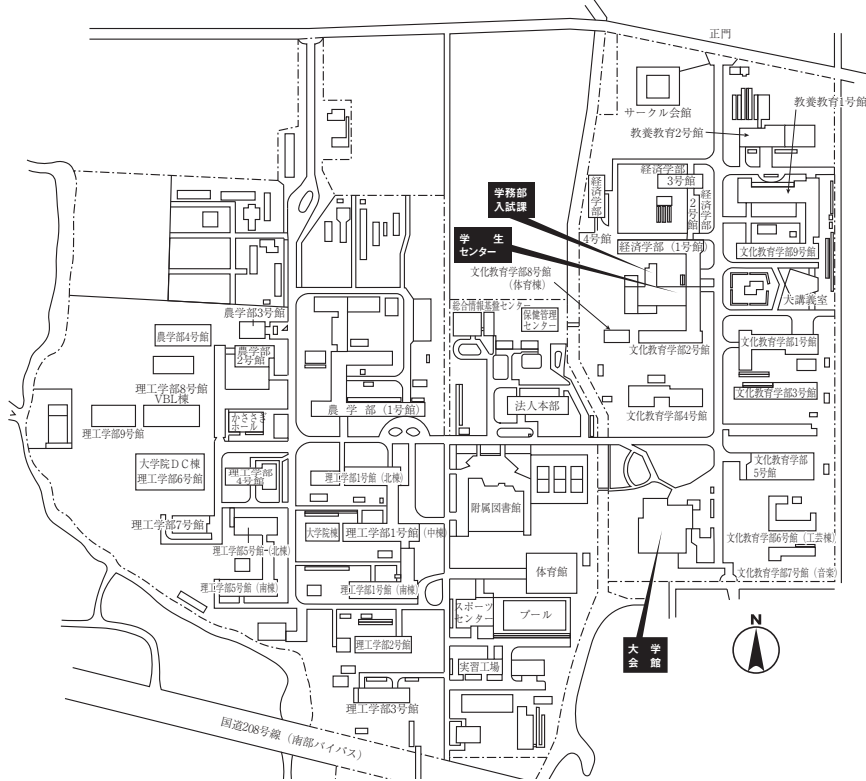 正門
サークル会館
教養教育1号館
教養教育2号館
経済学部
3号館
経済学部
4号館
経済学部
2号館
学務部
入試課
学生
センター
経済学部(1号館)
文化教育学部9号館
文化教育学部8号館
(体育棟)
大講義室
総合情報基盤センター
保健管理
センター
文化教育学部2号館
文化教育学部1号館
農学部3号館
農学部4号館
農学部
2号館
理工学部8号館
VBL棟
文化教育学部3号館
文化教育学部4号館
農学部(1号館)
法人本部
かささぎ
ホール
理工学部9号館
大学院DC棟
理工学部6号館
理工学部
4号館
理工学部1号館(北棟)
文化教育学部
5号館
附属図書館
理工学部7号館
大学院棟
理工学部1号館(中棟)
理工学部5号館(北棟)
文化教育学部6号館(工芸棟)
体育館
文化教育学部7号館(音楽)
理工学部5号館(南棟)
理工学部1号館(南棟)
スポーツ
センター
プール
N
理工学部2号館
大学
会館
実習工場
理工学部3号館
国道208号線(南部バイパス)